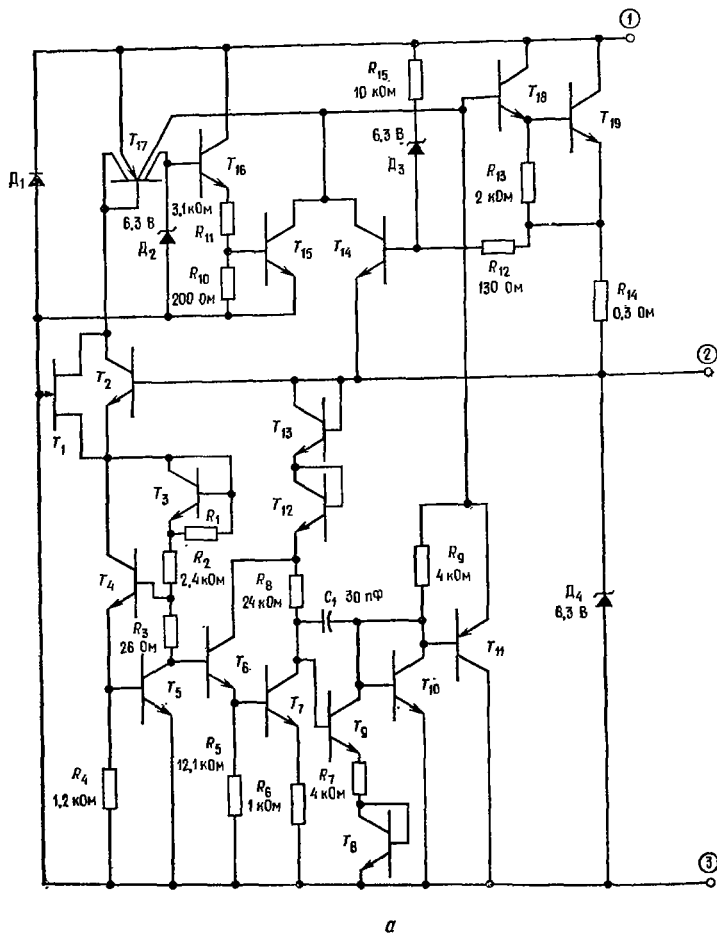 1
R15
10 кОм
T18
T19
T17
6,3 В
Д3
T16
Д1
R13
2 кОм
3,1 кОм
R11
6,3 В
Д2
T15
T14
R10
200 Ом
R12
130 Ом
R14
0,3 Ом
2
T2
T1
T13
T3
R1
T12
R2
2,4 кОм
T4
R9
4 кОм
R8
24 кОм
C1 30 пФ
Д4
6,3 В
R3
26 Ом
T11
T6
T10
T5
T7
T9
R4
1,2 кОм
R5
12,1 кОм
R6
1 кОм
R7
4 кОм
T8
3
а